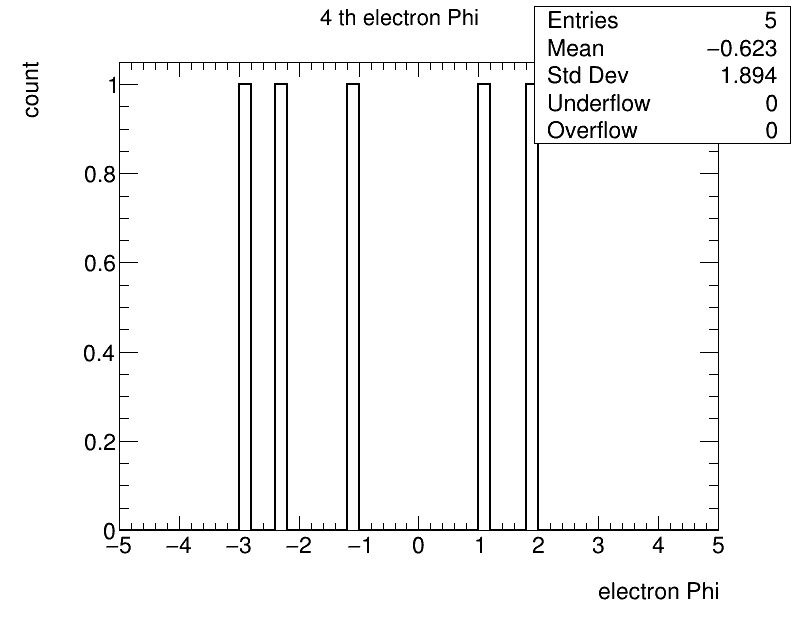 4 th electron Phi
Entries 5
Mean −0.623
Std Dev 1.894
Underflow 0
Overflow 0
count
1
0.8
0.6
0.4
0.2
0
−5 −4 −3 −2 −1 0 1 2 3 4 5
electron Phi